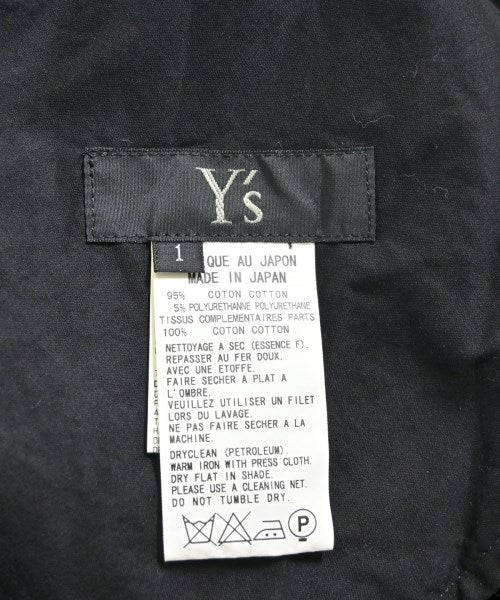 Y's
1
QUE AU JAPON
MADE IN JAPAN
95% COTON COTTON
5% POLYURETHANNE POLYURETHANE
TISSUS COMPLEMENTAIRES PARTS
100% COTON COTTON
NETTOYAGE A SEC (ESSENCE F).
REPASSER AU FER DOUX.
AVEC UNE ETOFFE.
FAIRE SECHER A PLAT A
L'OMBRE.
VEUILLEZ UTILISER UN FILET
LORS DU LAVAGE.
NE PAS FAIRE SECHER A LA
MACHINE.
DRYCLEAN (PETROLEUM).
WARM IRON WITH PRESS CLOTH.
DRY FLAT IN SHADE.
PLEASE USE A CLEANING NET.
DO NOT TUMBLE DRY.
P